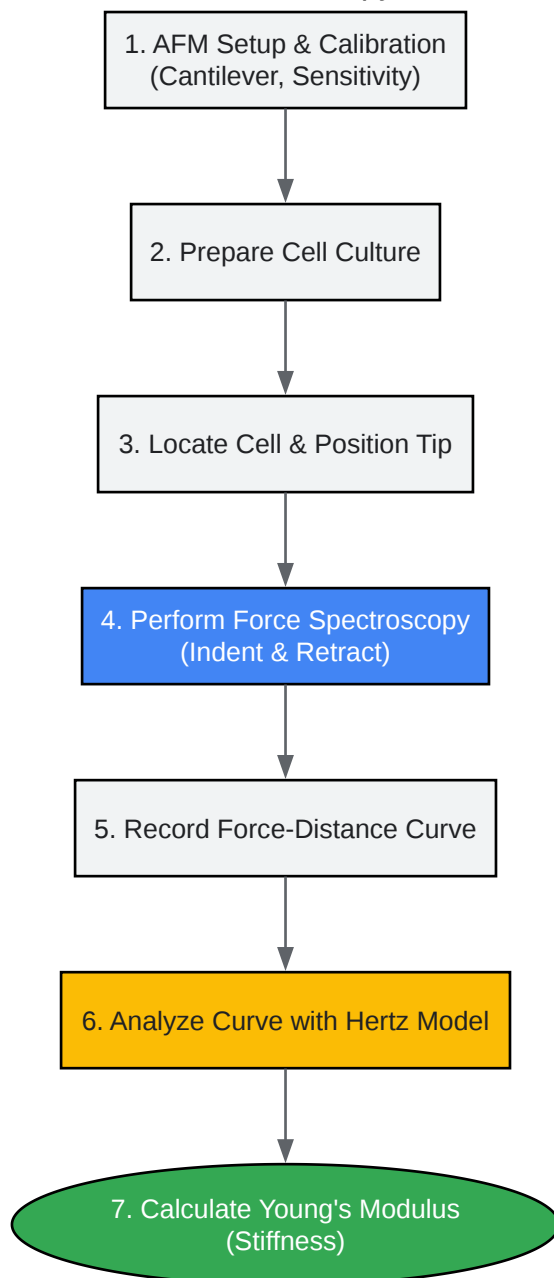 1. AFM Setup & Calibration
(Cantilever, Sensitivity)
2. Prepare Cell Culture
3. Locate Cell & Position Tip
4. Perform Force Spectroscopy
(Indent & Retract)
5. Record Force-Distance Curve
6. Analyze Curve with Hertz Model
7. Calculate Young's Modulus
(Stiffness)